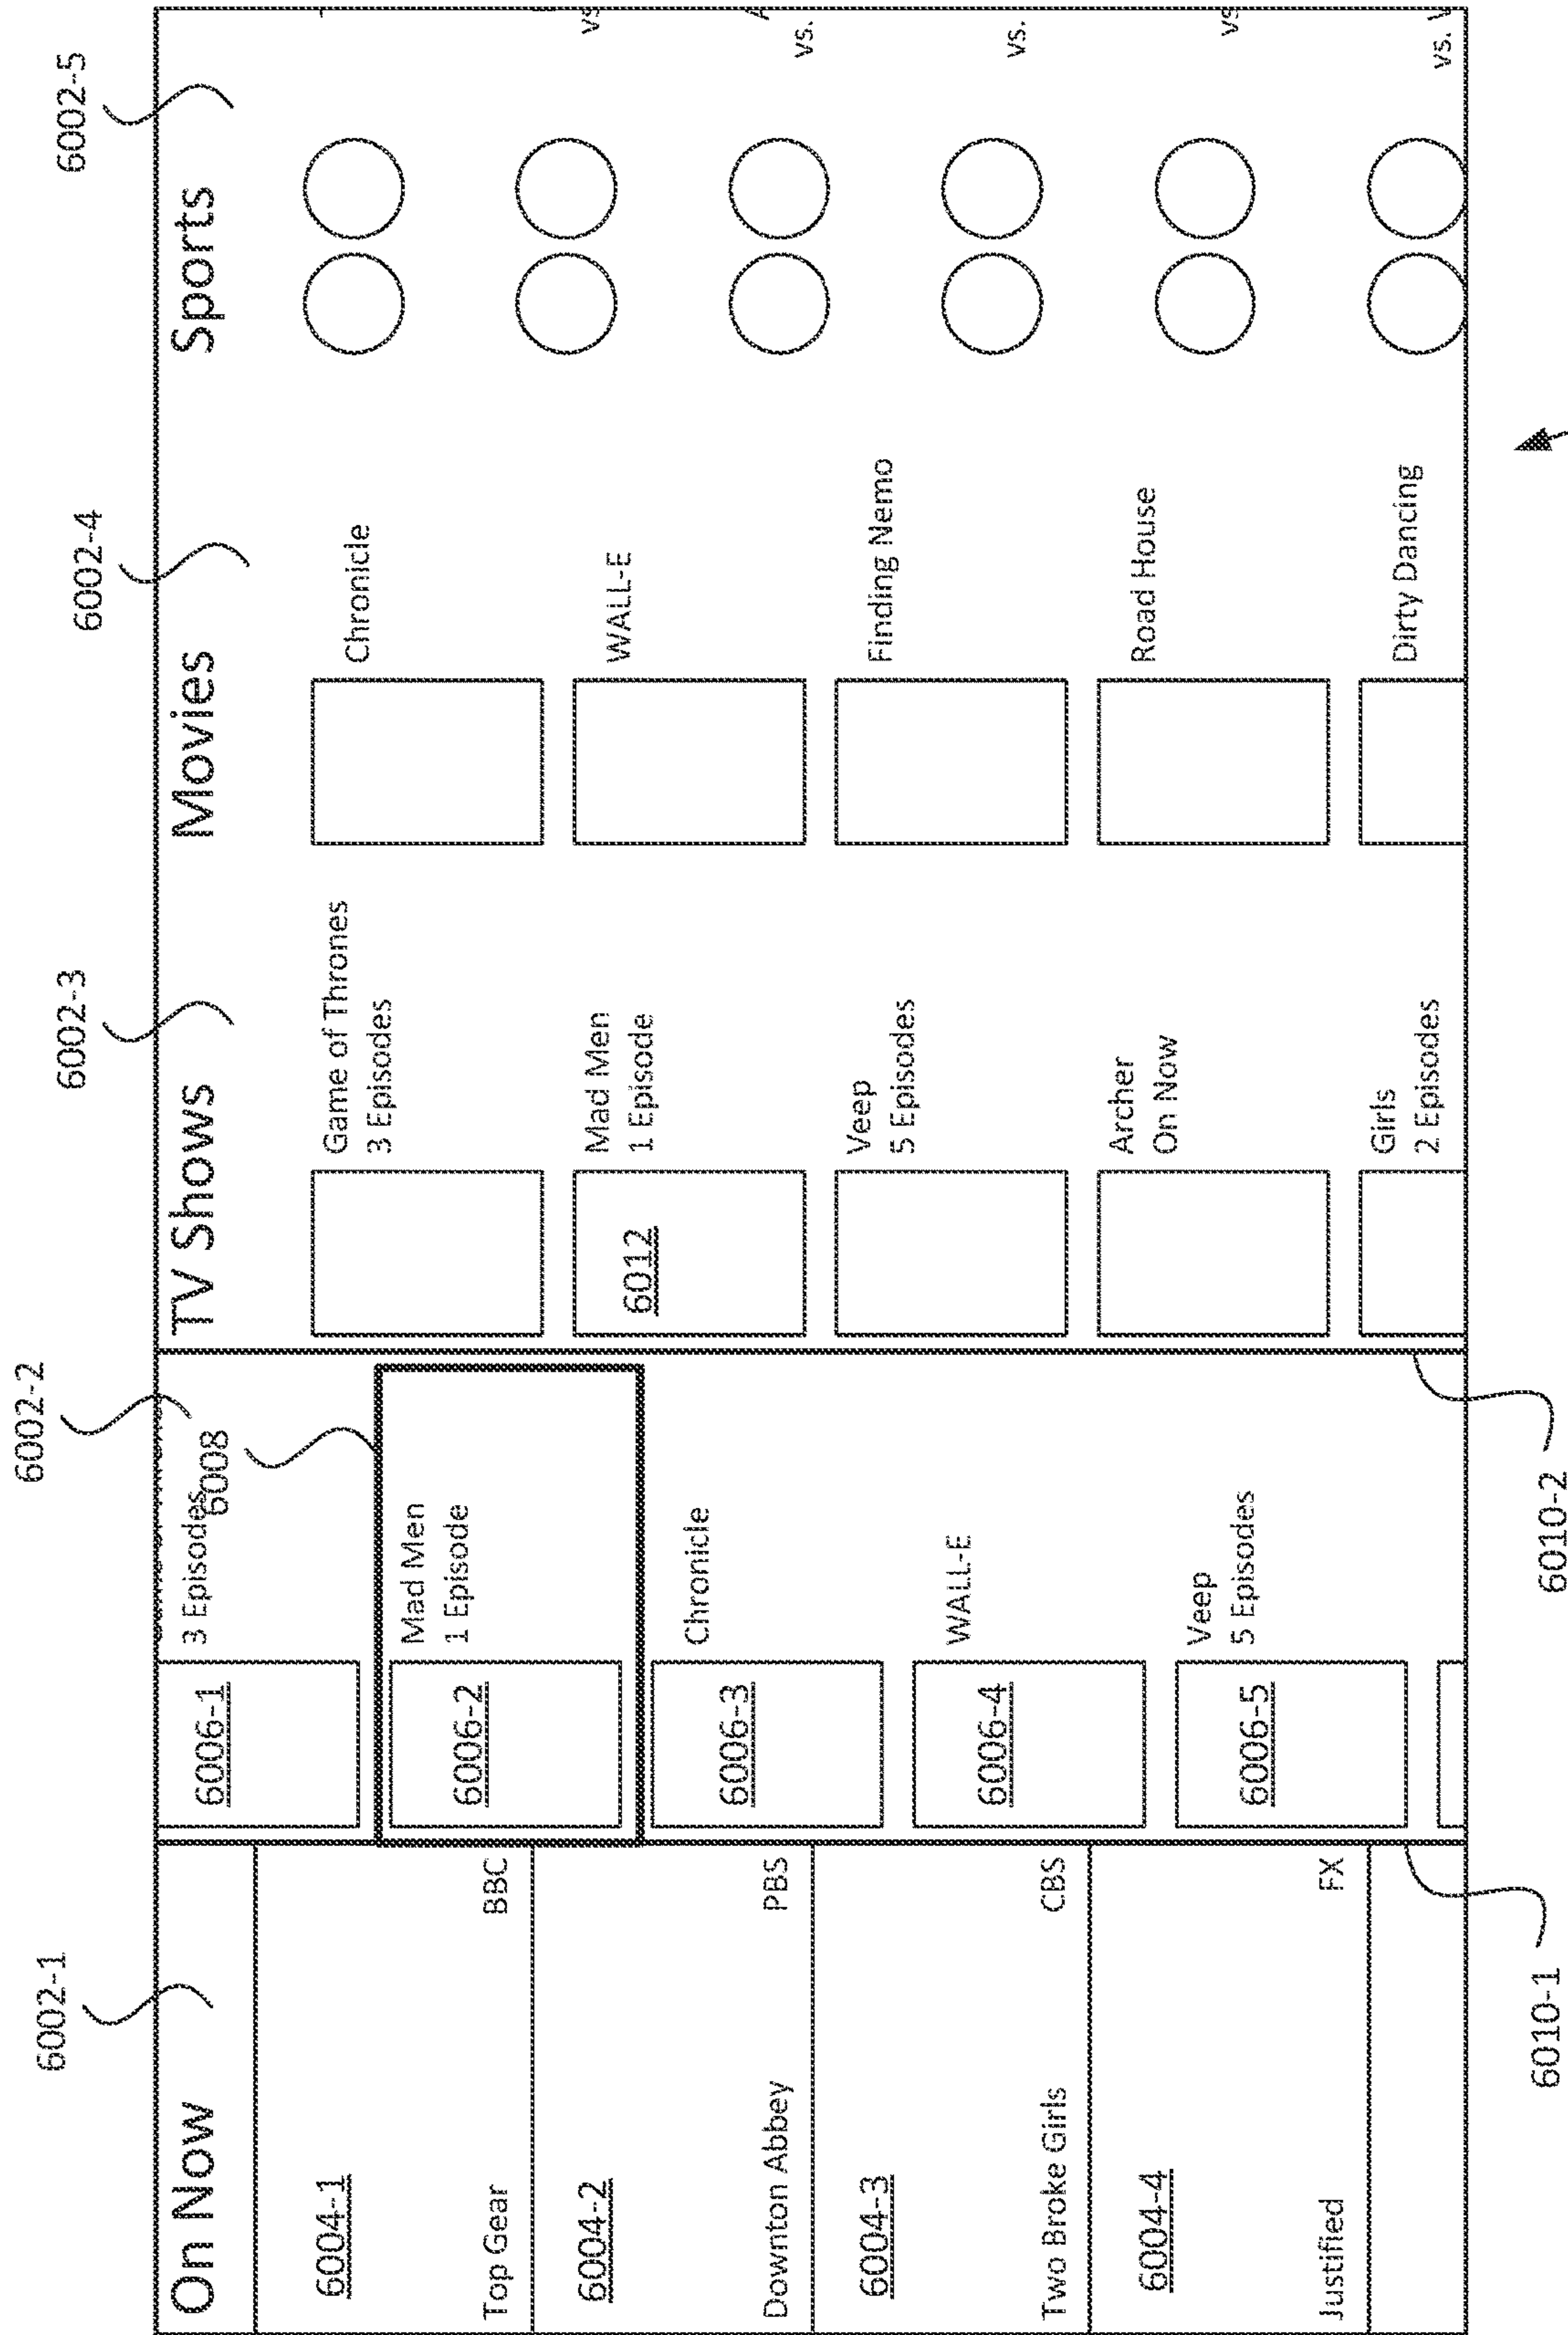 6002-1
6002-2
6002-3
6002-4
6002-5
On Now
6004-1
Top Gear BBC
6004-2
Downton Abbey PBS
6004-3
Two Broke Girls CBS
6004-4
Justified FX
3 Episodes
6008
6006-1
Mad Men
1 Episode
6006-2
Chronicle
6006-3
WALL-E
6006-4
Veep
5 Episodes
6006-5
TV Shows
Game of Thrones
3 Episodes
Mad Men
1 Episode
6012
Veep
5 Episodes
Archer
On Now
Girls
2 Episodes
Movies
Chronicle
WALL-E
Finding Nemo
Road House
Dirty Dancing
Sports
vs
vs.
vs.
vs
vs.
6010-1
6010-2